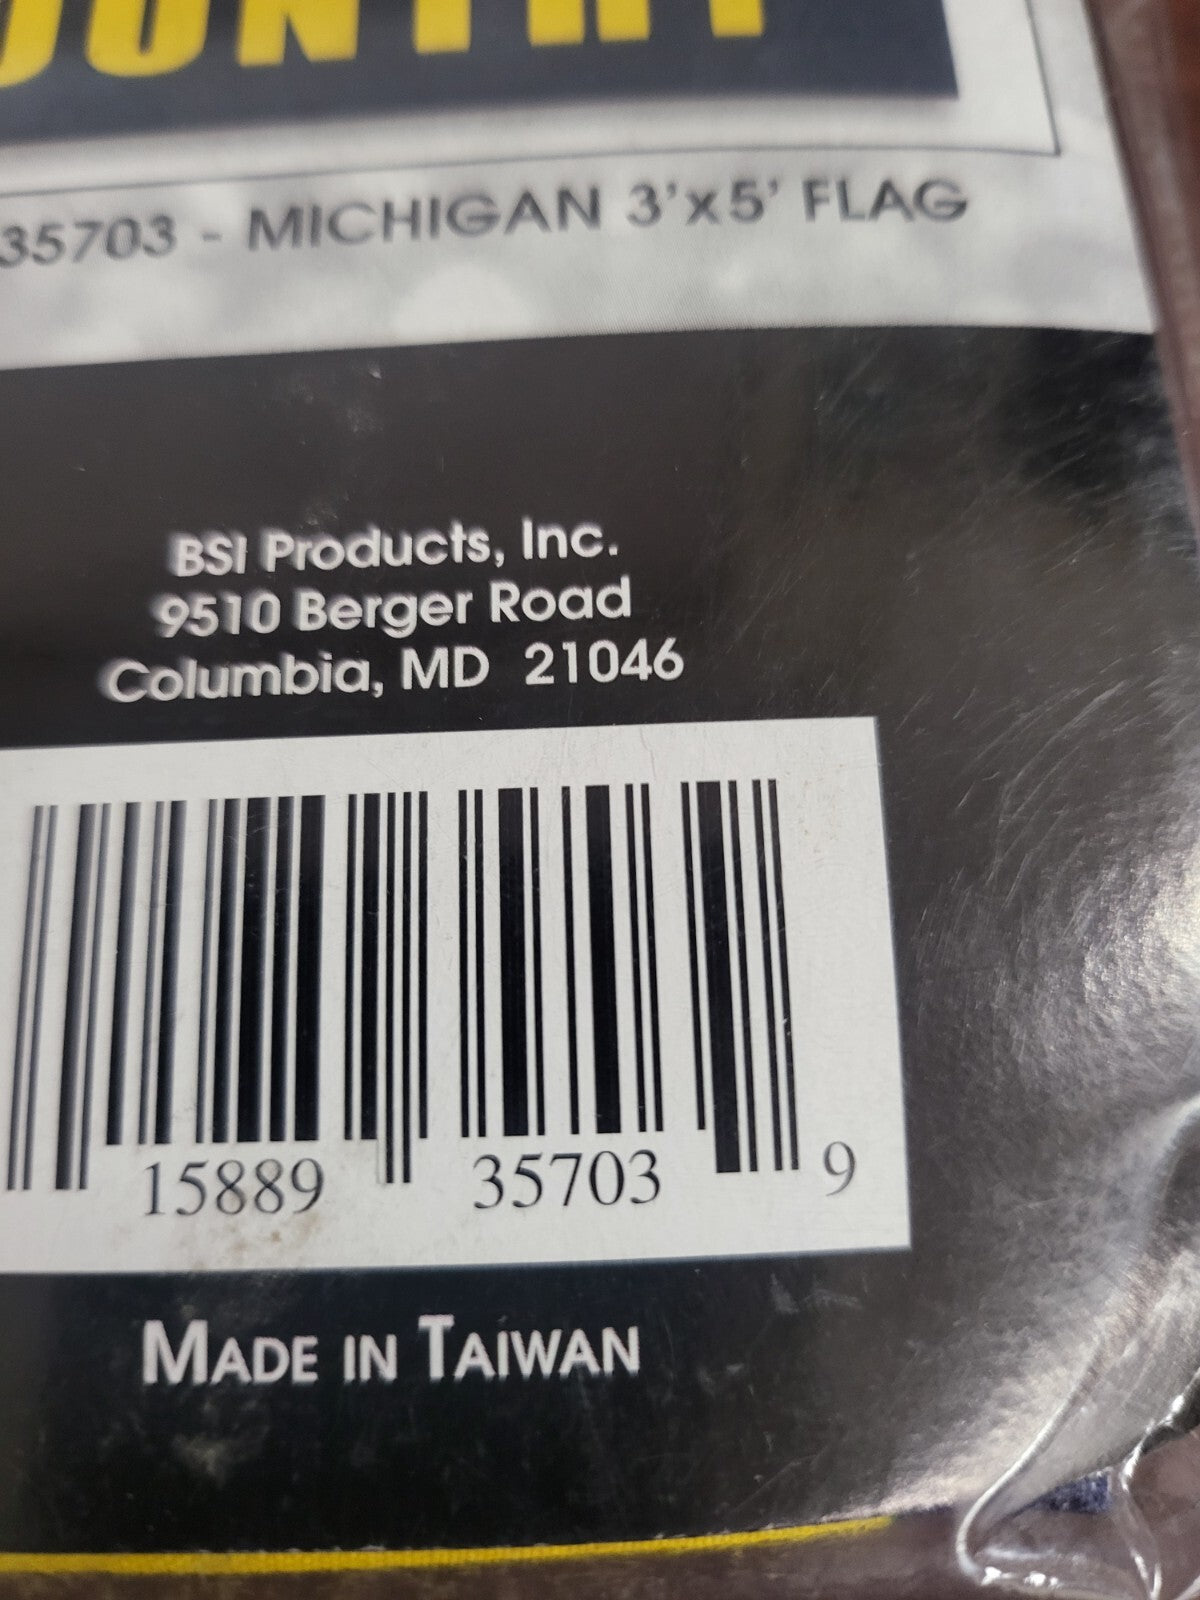 OUNTRY
35703 - MICHIGAN 3'x5' FLAG
BSI Products, Inc.
9510 Berger Road
Columbia, MD 21046
15889 35703 9
MADE IN TAIWAN